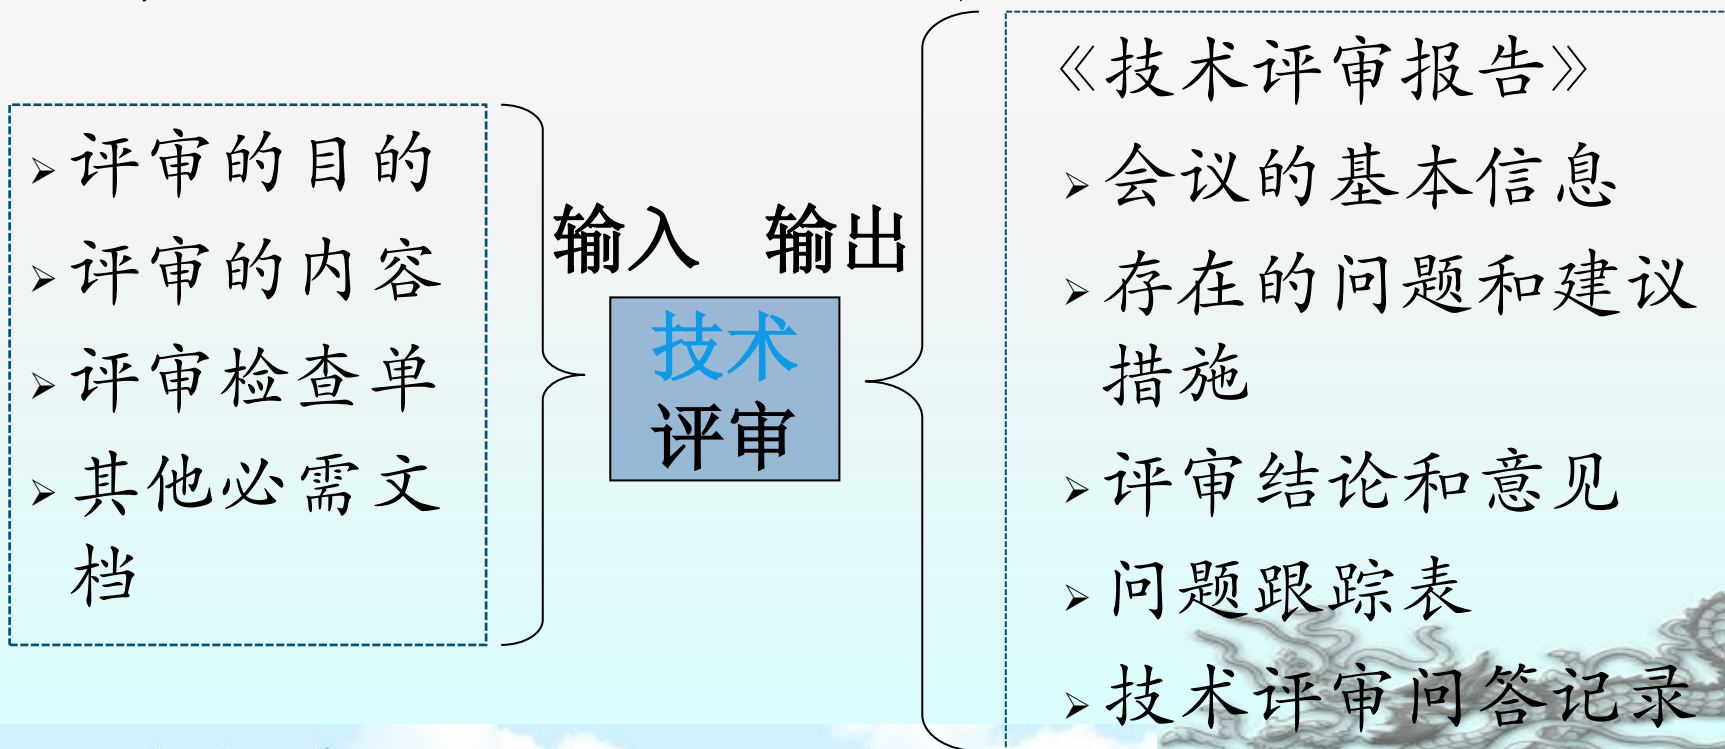 评审的目的
评审的内容
评审检查单
其他必需文
档
输入 输出
技术
评审
《技术评审报告》
会议的基本信息
存在的问题和建议
措施
评审结论和意见
问题跟踪表
技术评审问答记录